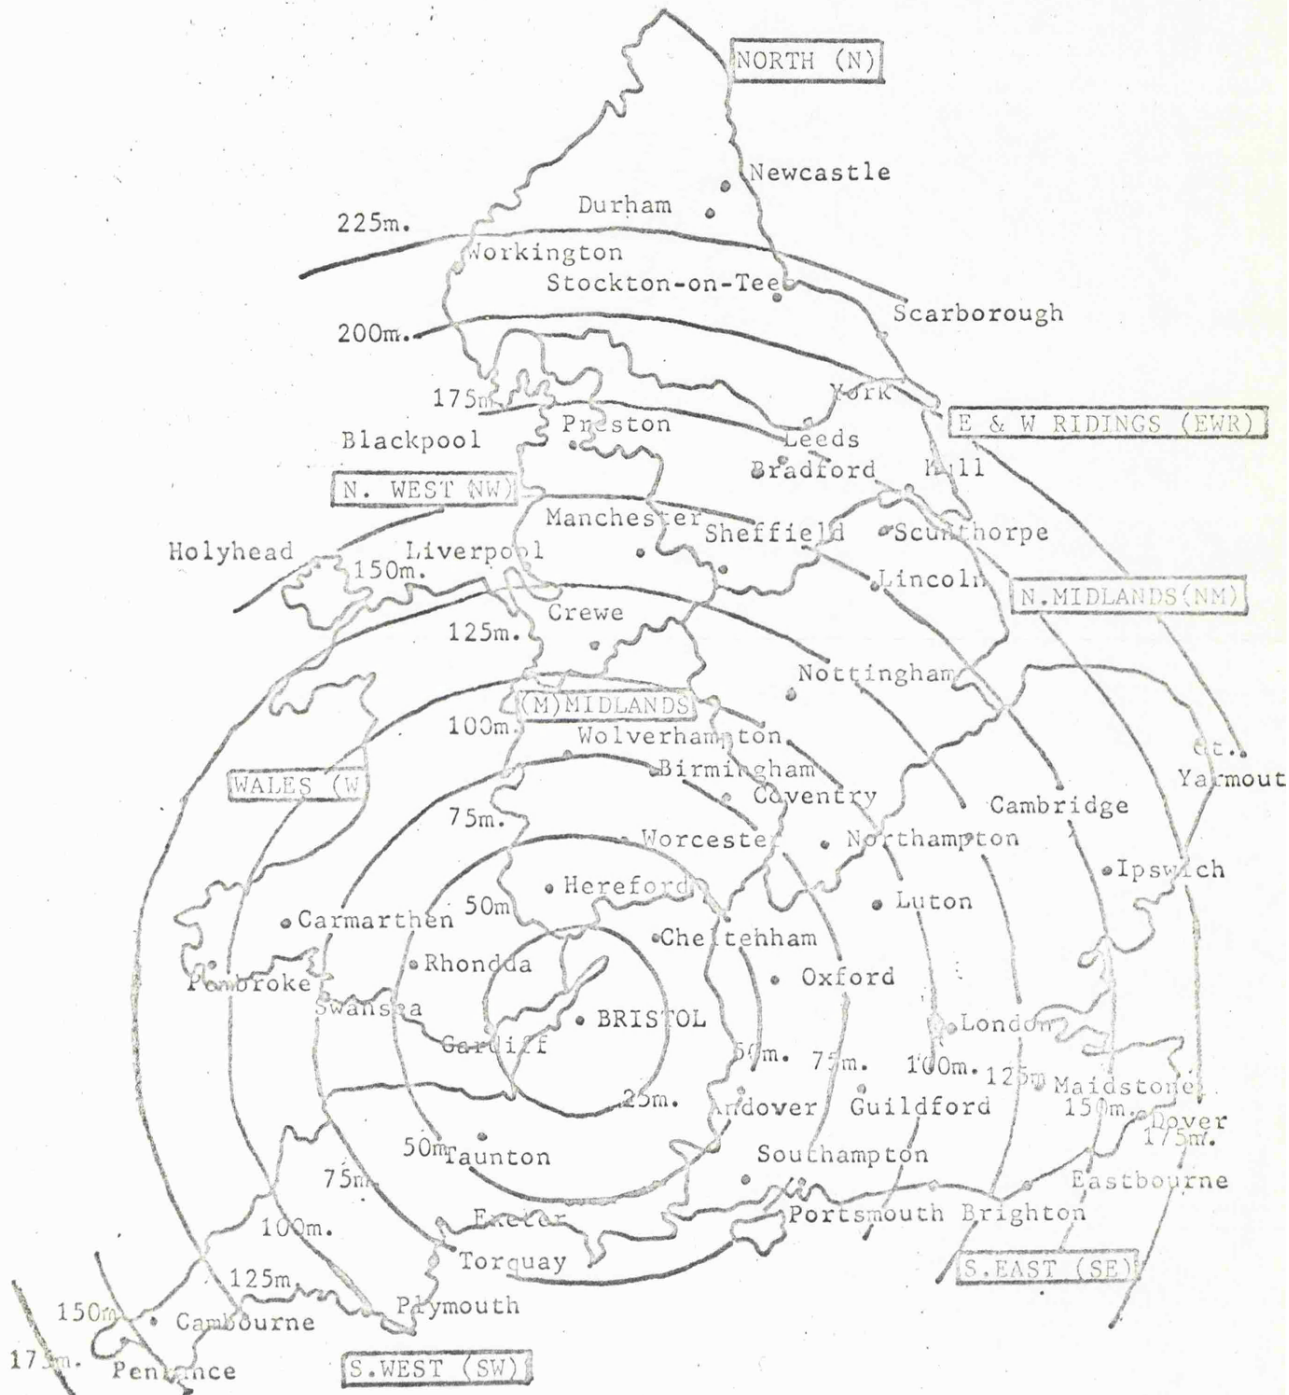 NORTH (N)
Newcastle
Durham
225m.
Workington
Stockton-on-Tees
Scarborough
200m.
York
175m
Preston
E & W RIDINGS (EWR)
Blackpool
Leeds
Bradford
Hull
N. WEST (NW)
Manchester
Sheffield
Scunthorpe
Holyhead
Liverpool
150m.
Lincoln
N.MIDLANDS(NM)
Crewe
125m.
Nottingham
(M)MIDLANDS
100m.
Wolverhampton
Gt.
Birmingham
Yarmout
WALES (W
Coventry
Cambridge
75m.
Worcester
Northampton
Ipswich
Hereford
50m
Luton
Carmarthen
Cheltenham
Rhondda
Oxford
Pembroke
Swansea
BRISTOL
London
Cardiff
50m.
75m.
100m.
125m
Maidstone
25m.
Andover
Guildford
150m.
Dover
175m.
50m
Taunton
Southampton
75m
Eastbourne
Exeter
Portsmouth
Brighton
100m.
Torquay
S.EAST (SE)
125m.
Plymouth
150m
Cambourne
175m.
Penzance
S.WEST (SW)